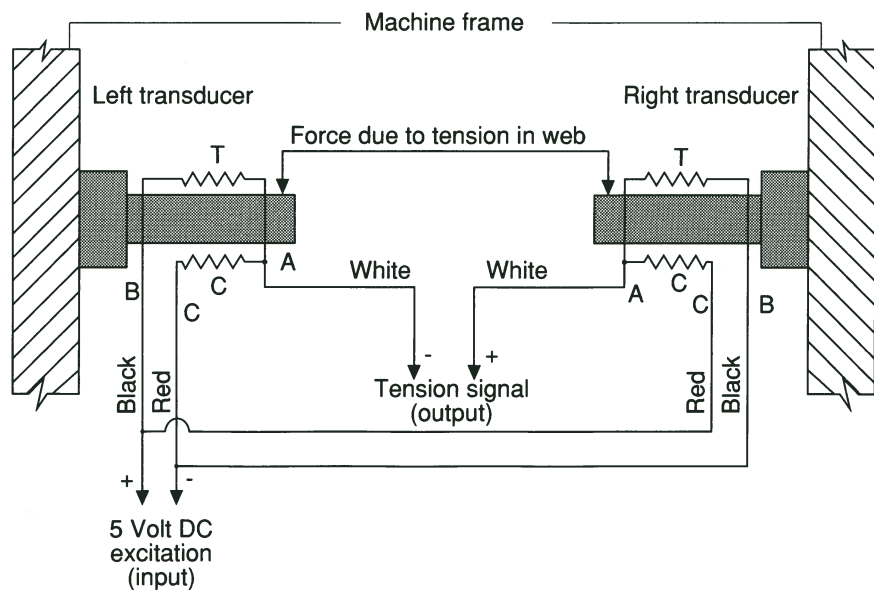 Machine frame
Left transducer
Right transducer
Force due to tension in web
T
T
A
White
White
B
C
C
A
C
C
B
Black
Red
- +
Tension signal
(output)
Red
Black
+ -
5 Volt DC
excitation
(input)